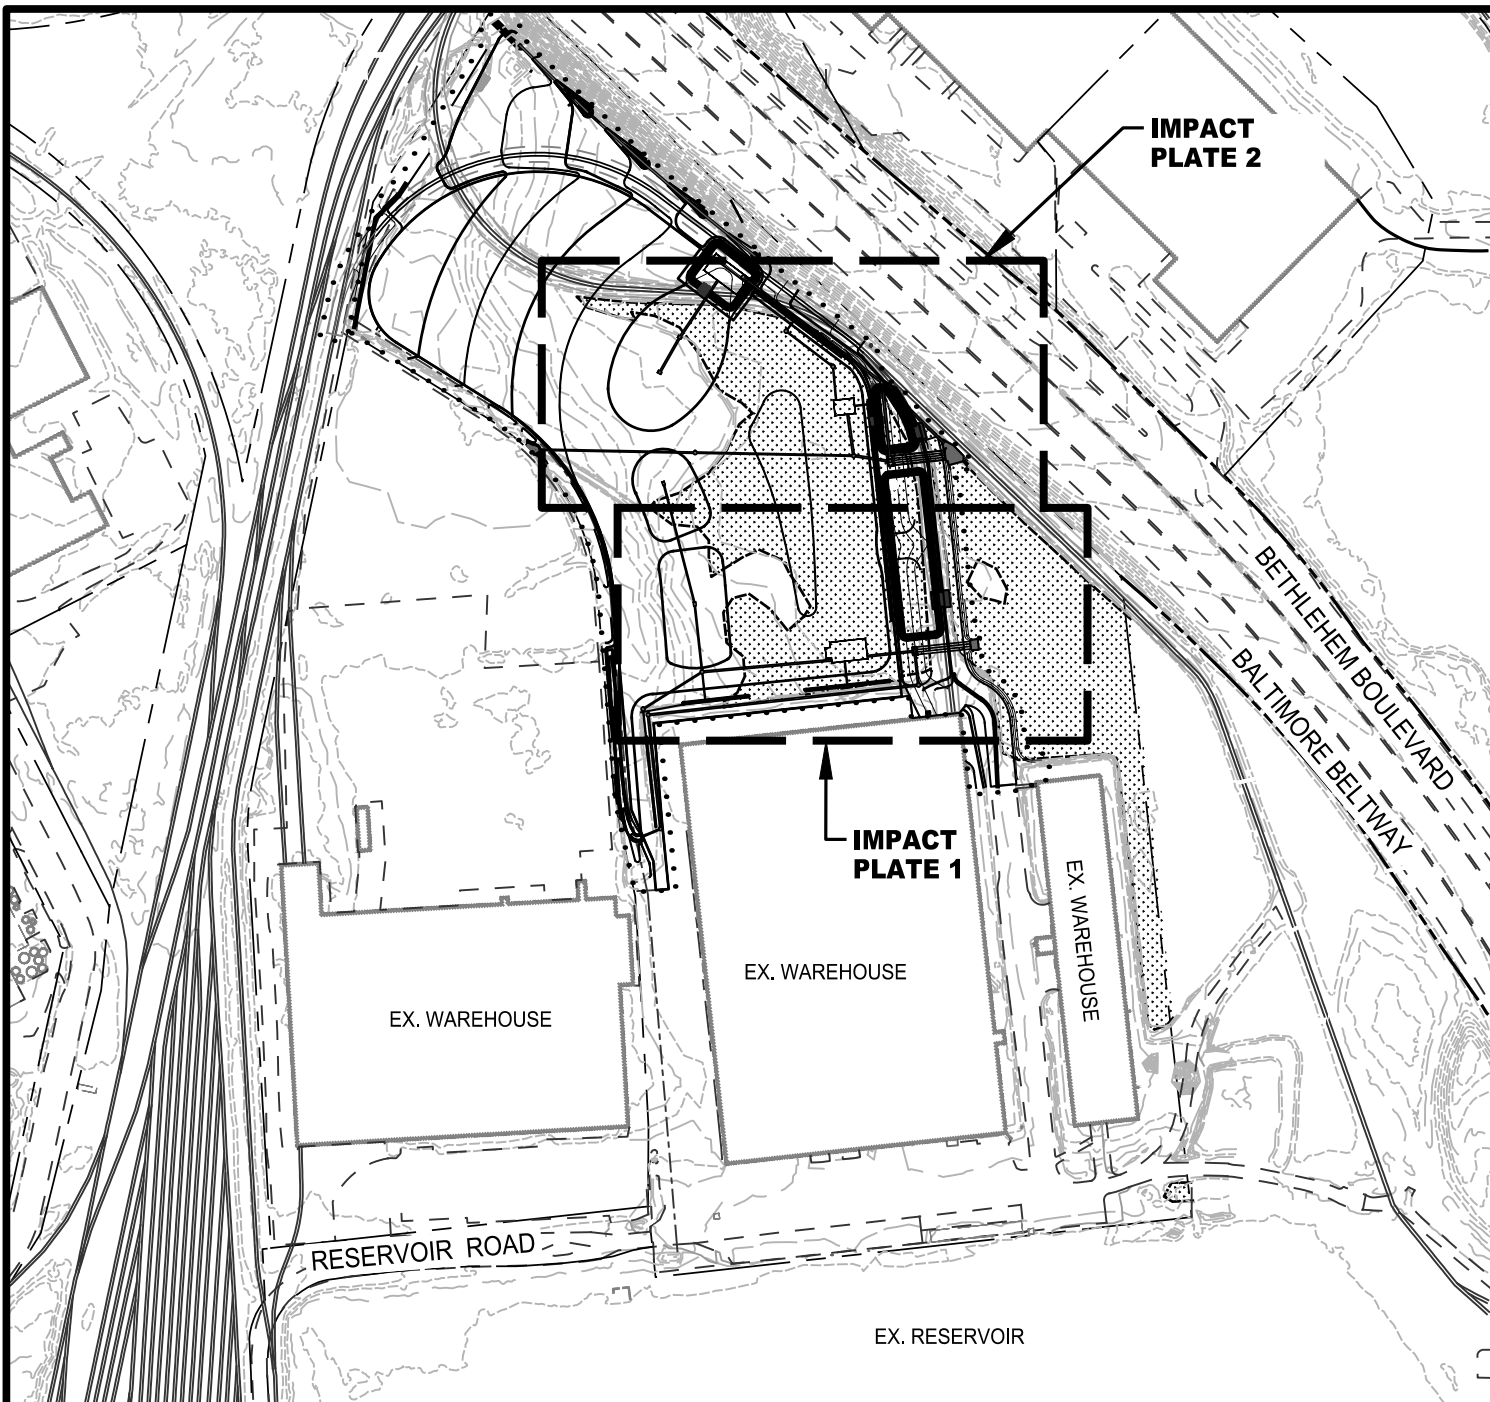 IMPACT
PLATE 2
BETHLEHEM BOULEVARD
BALTIMORE BELTWAY
IMPACT
PLATE 1
EX. WAREHOUSE
EX. WAREHOUSE
EX. WAREHOUSE
RESERVOIR ROAD
EX. RESERVOIR